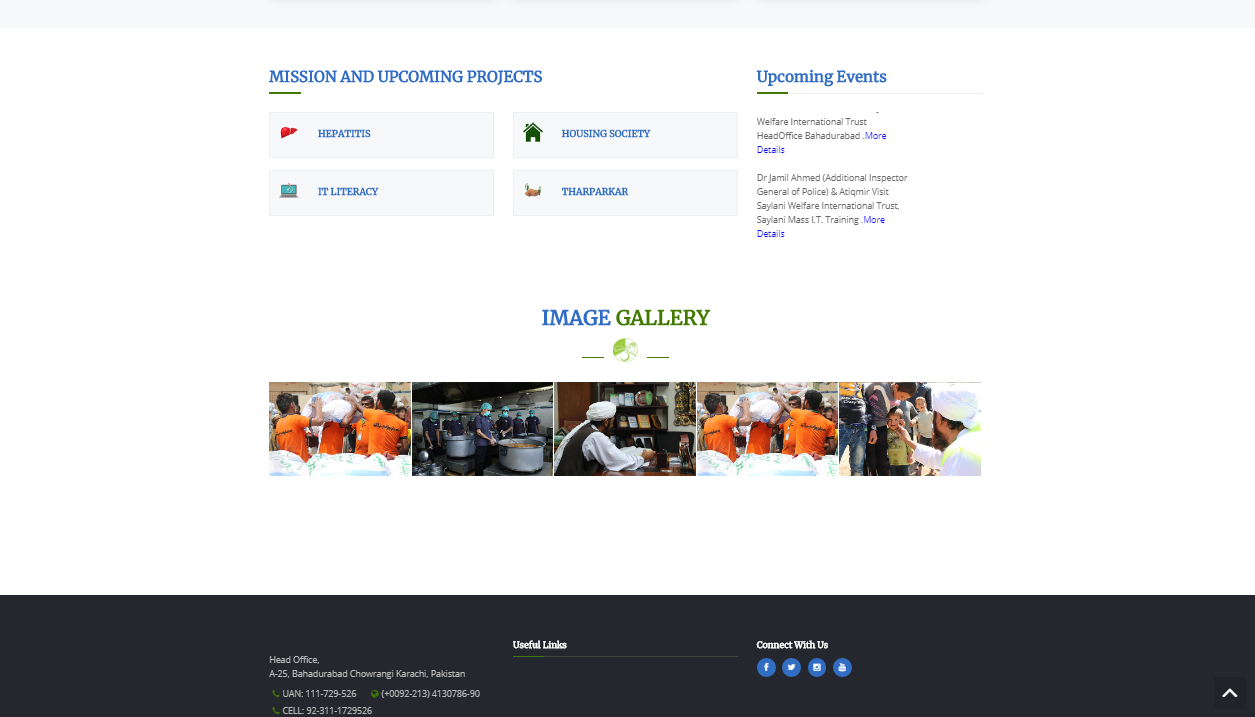 MISSION AND UPCOMING PROJECTS
HEPATITIS
HOUSING SOCIETY
IT LITERACY
THARPARKAR
Upcoming Events
Welfare International Trust
HeadOffice Bahadurabad .More
Details
Dr Jamil Ahmed (Additional Inspector
General of Police) & Atiqmir Visit
Saylani Welfare International Trust,
Saylani Mass I.T. Training .More
Details
IMAGE GALLERY
Head Office,
A-25, Bahadurabad Chowrangi Karachi, Pakistan
UAN: 111-729-526 (+0092-213) 4130786-90
CELL: 92-311-1729526
Useful Links
Connect With Us